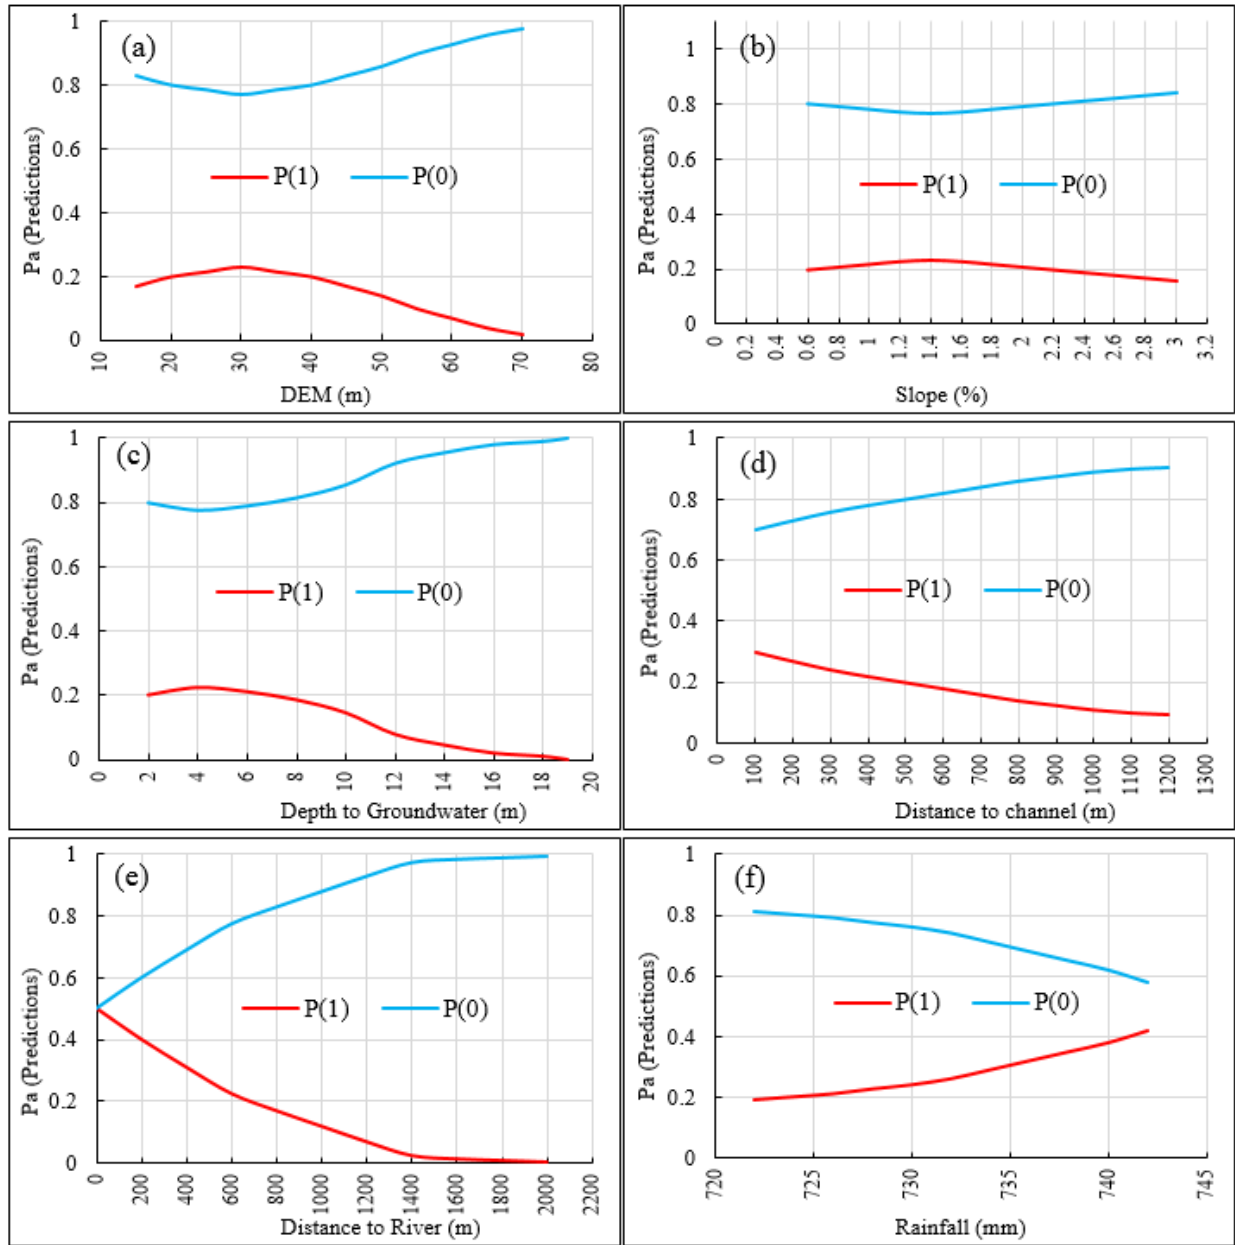 (a)
1
0.8
0.6
0.4
0.2
0
Pa (Predictions)
P(1) P(0)
10 20 30 40 50 60 70 80
DEM (m)
(b)
1
0.8
0.6
0.4
0.2
0
Pa (Predictions)
P(1) P(0)
0 0.2 0.4 0.6 0.8 1 1.2 1.4 1.6 1.8 2 2.2 2.4 2.6 2.8 3 3.2
Slope (%)
(c)
1
0.8
0.6
0.4
0.2
0
Pa (Predictions)
P(1) P(0)
0 2 4 6 8 10 12 14 16 18 20
Depth to Groundwater (m)
(d)
1
0.8
0.6
0.4
0.2
0
Pa (Predictions)
P(1) P(0)
0 100 200 300 400 500 600 700 800 900 1000 1100 1200 1300
Distance to channel (m)
(e)
1
0.8
0.6
0.4
0.2
0
Pa (Predictions)
P(1) P(0)
0 200 400 600 800 1000 1200 1400 1600 1800 2000 2200
Distance to River (m)
(f)
1
0.8
0.6
0.4
0.2
0
Pa (Predictions)
P(1) P(0)
720 725 730 735 740 745
Rainfall (mm)